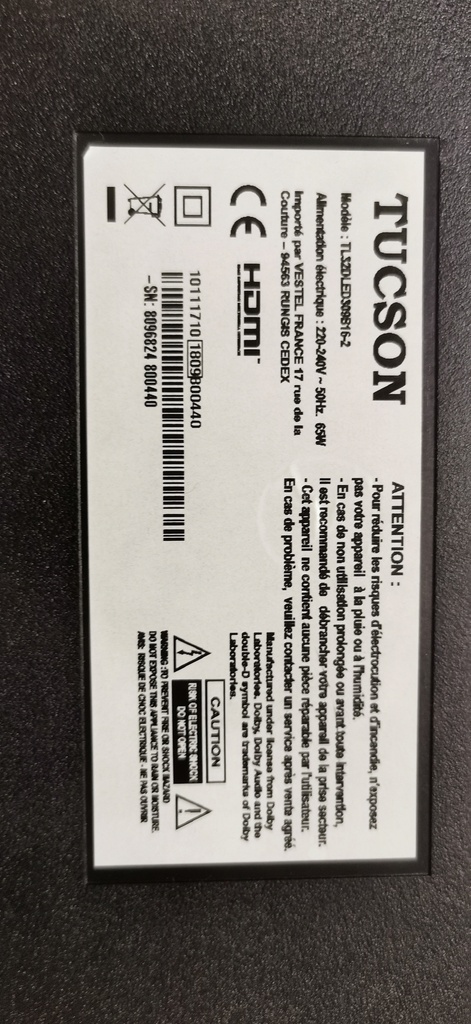 TUCSON
Modèle : TL32DLED309B16-2
Alimentation électrique : 220-240V ~ 50Hz. 65W
Importé par VESTEL FRANCE 17 rue de la
Couture – 94563 RUNGIS CEDEX
CE HDMI™
10111710 1809800440
- SN: 8096824 800440
ATTENTION :
- Pour réduire les risques d'électrocution et d'incendie, n'exposez
pas votre appareil à la pluie ou à l'humidité.
- En cas de non utilisation prolongée ou avant toute intervention,
il est recommandé de débrancher votre appareil de la prise secteur.
- Cet appareil ne contient aucune pièce réparable par l'utilisateur.
En cas de problème, veuillez contacter un service après vente agréé.
Manufactured under license from Dolby
Laboratories. Dolby, Dolby Audio and the
double-D symbol are trademarks of Dolby
Laboratories.
CAUTION
RISK OF ELECTRIC SHOCK
DO NOT OPEN
WARNING :TO PREVENT FIRE OR SHOCK HAZARD
DO NOT EXPOSE THIS APPLIANCE TO RAIN OR MOISTURE.
AVIS: RISQUE DE CHOC ELECTRIQUE - NE PAS OUVRIR